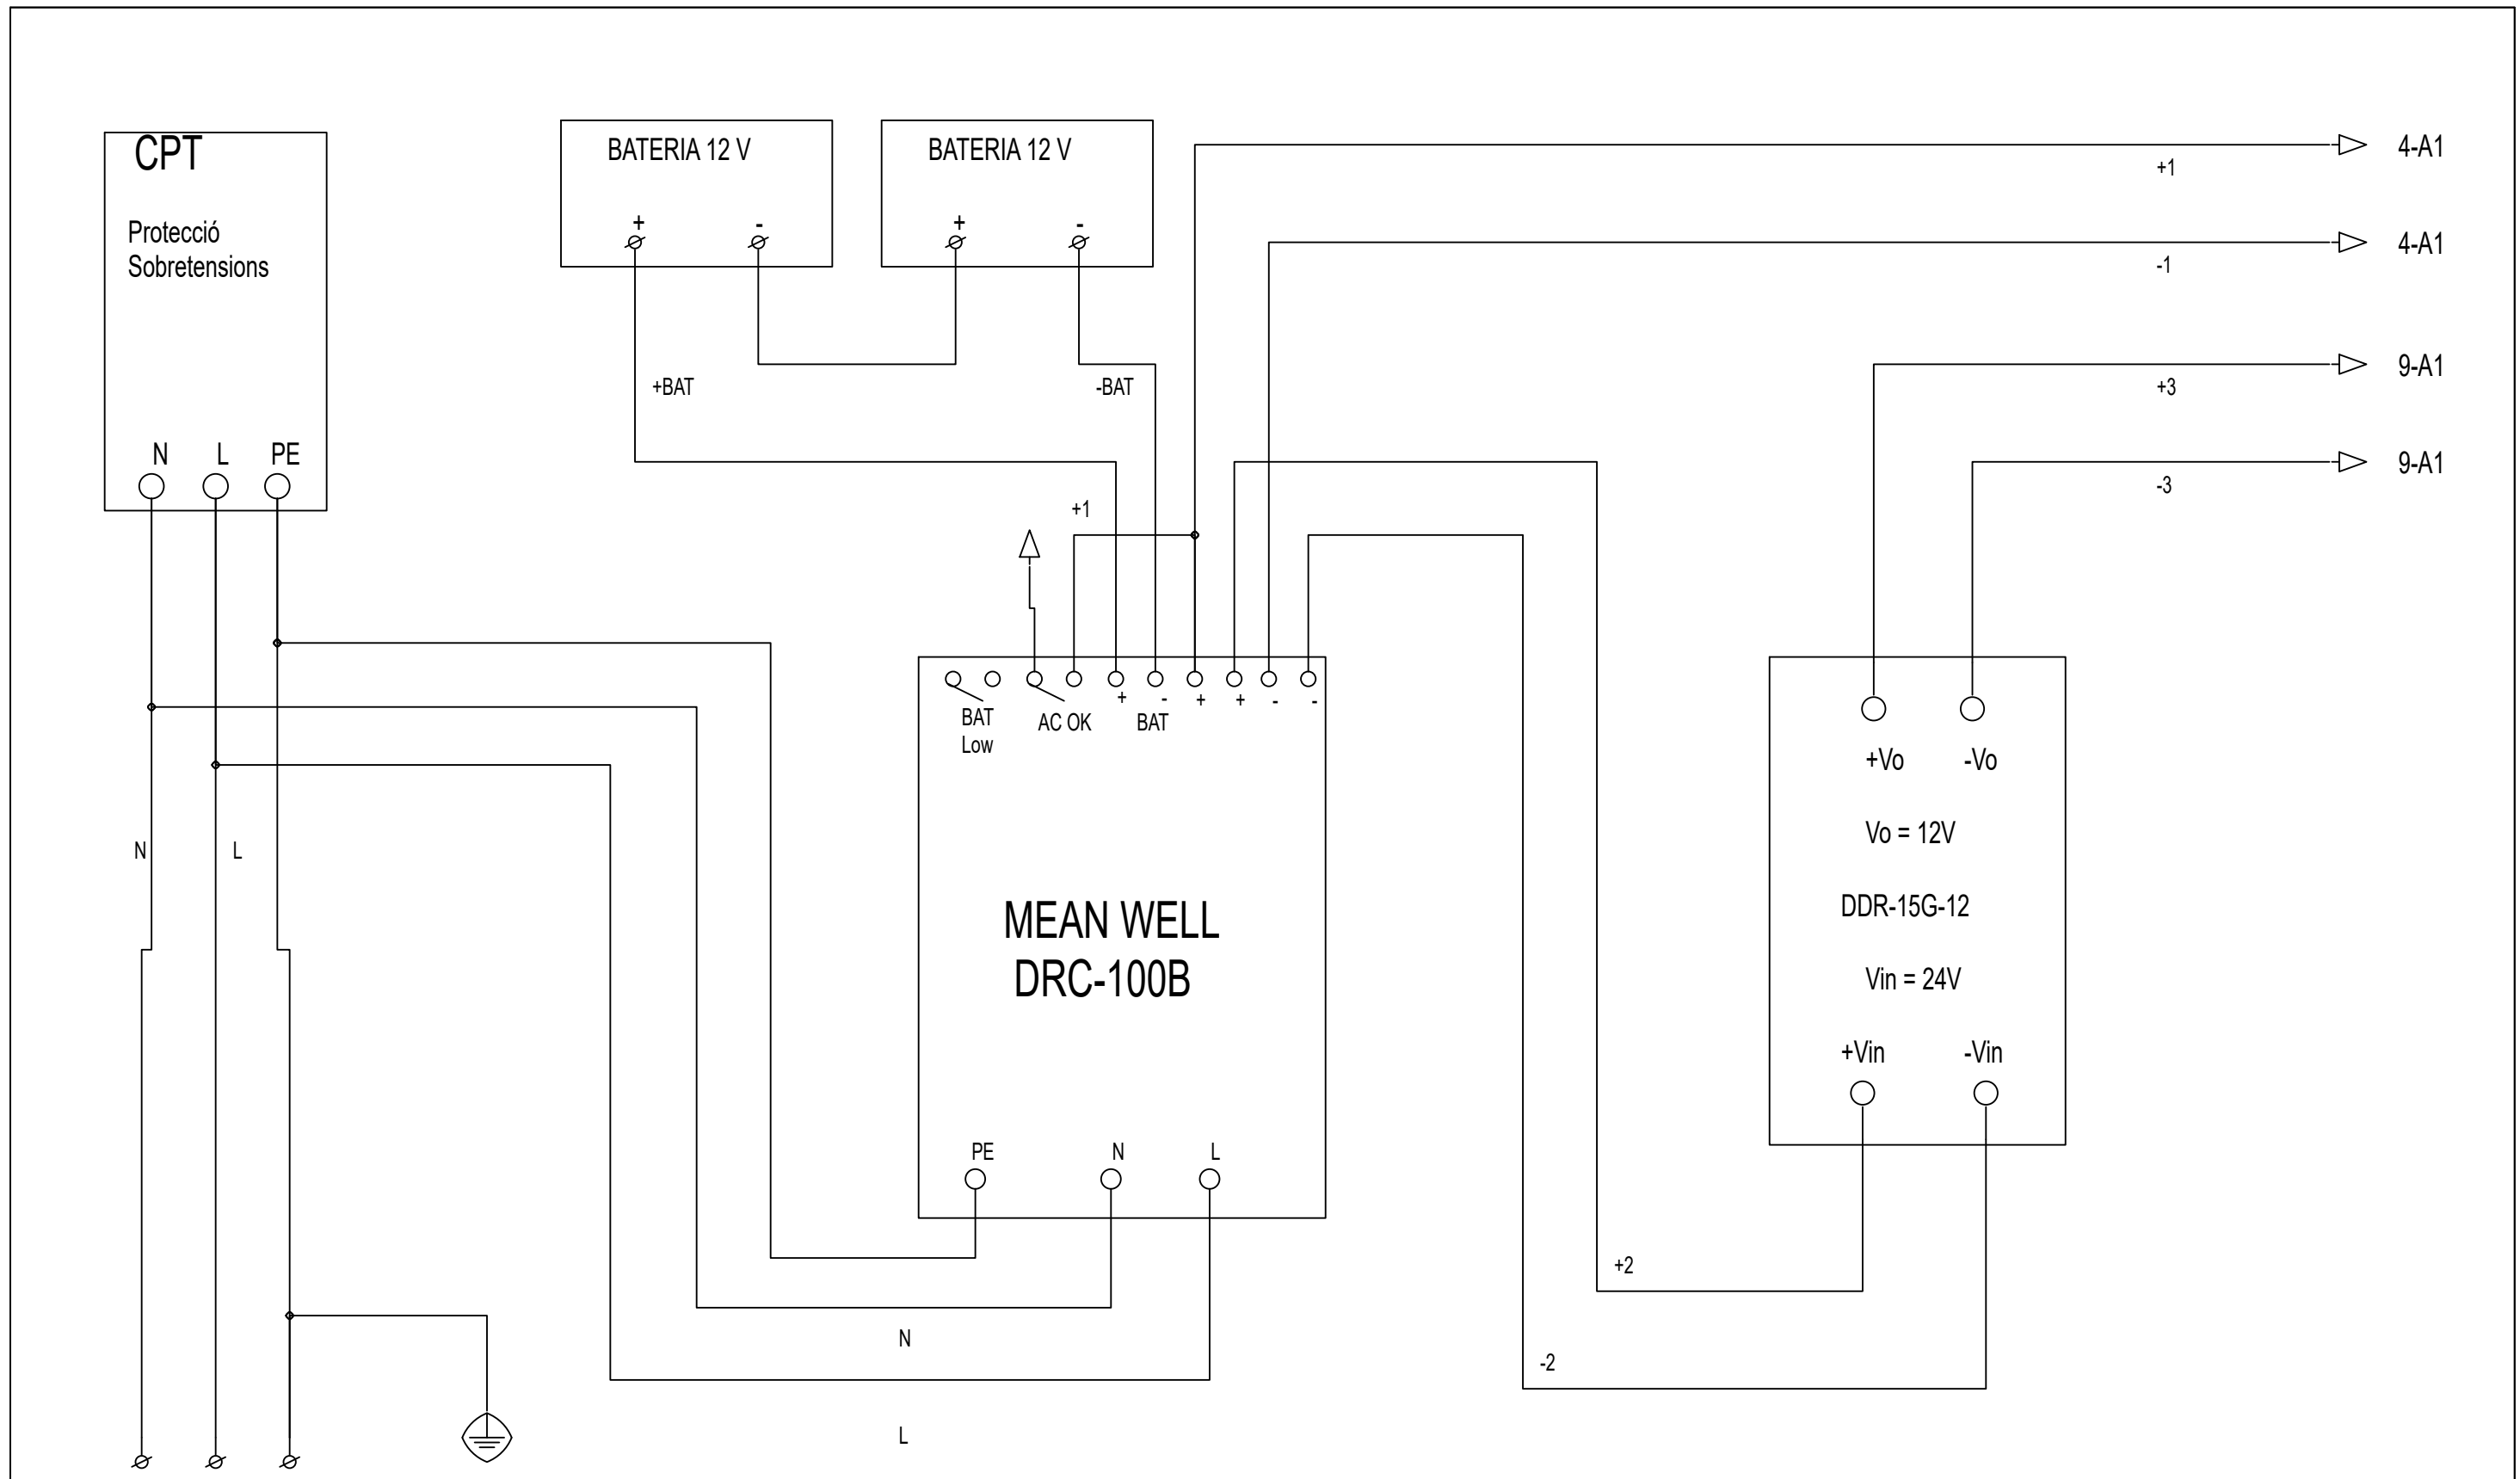 CPT
Protecció
Sobretensions
N L PE
BATERIA 12 V
+ -
BATERIA 12 V
+ -
+BAT
-BAT
+1
4-A1
-1
4-A1
+3
9-A1
-3
9-A1
+1
+ - + + - -
BAT
Low
AC OK
BAT
MEAN WELL
DRC-100B
PE N L
+Vo -Vo
Vo = 12V
DDR-15G-12
Vin = 24V
+Vin -Vin
N L
+2
-2
N
L